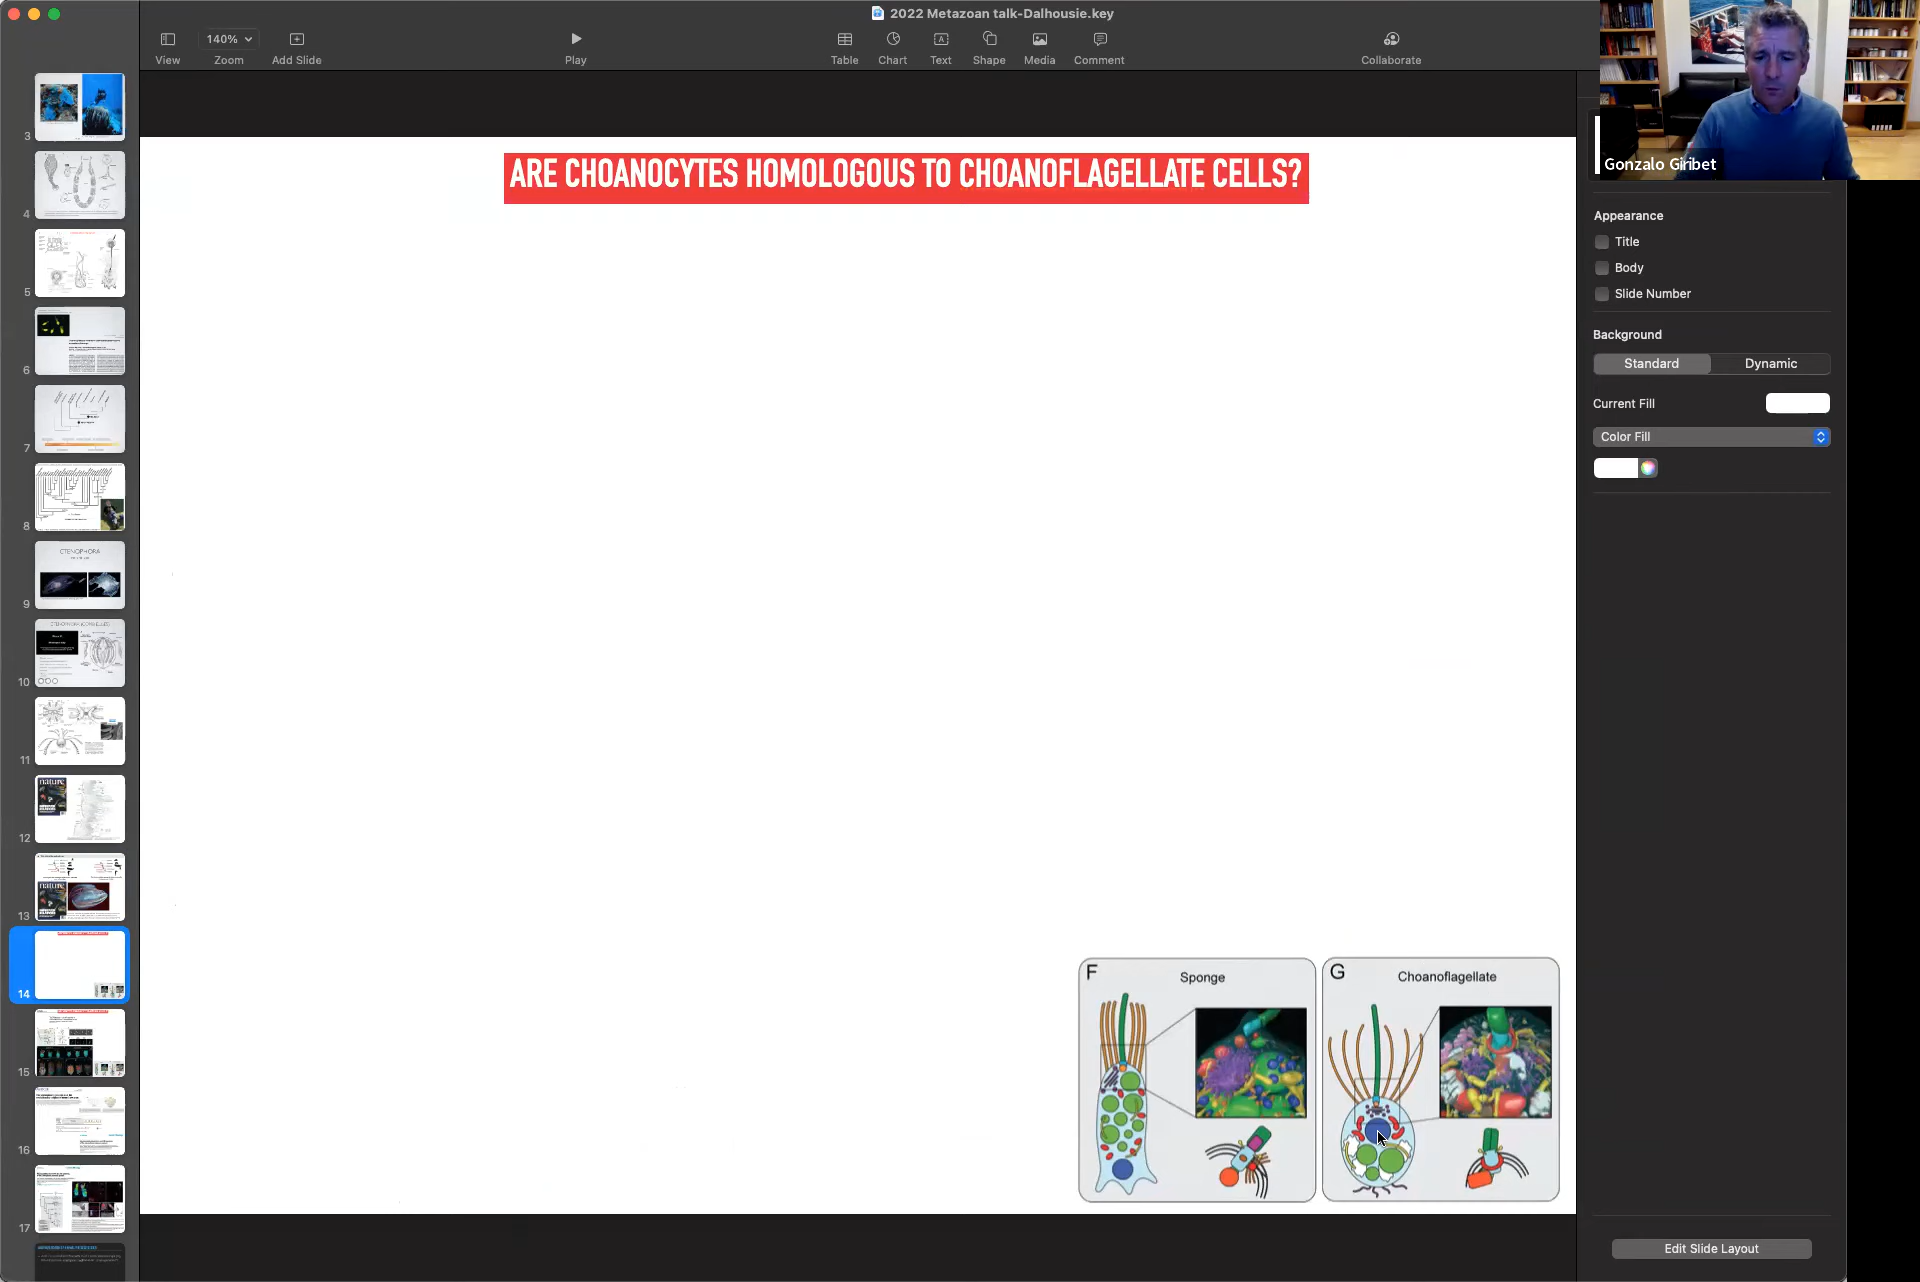 2022 Metazoan talk-Dalhousie.key
140%
View
Zoom
Add Slide
Play
Table
Chart
Text
Shape
Media
Comment
Collaborate
Gonzalo Giribet
3
4
5
6
7
8
CTENOPHORA
9
10
11
nature
12
nature
13
14
15
16
17
ARE CHOANOCYTES HOMOLOGOUS TO CHOANOFLAGELLATE CELLS?
F
Sponge
G
Choanoflagellate
Appearance
Title
Body
Slide Number
Background
Standard
Dynamic
Current Fill
Color Fill
Edit Slide Layout